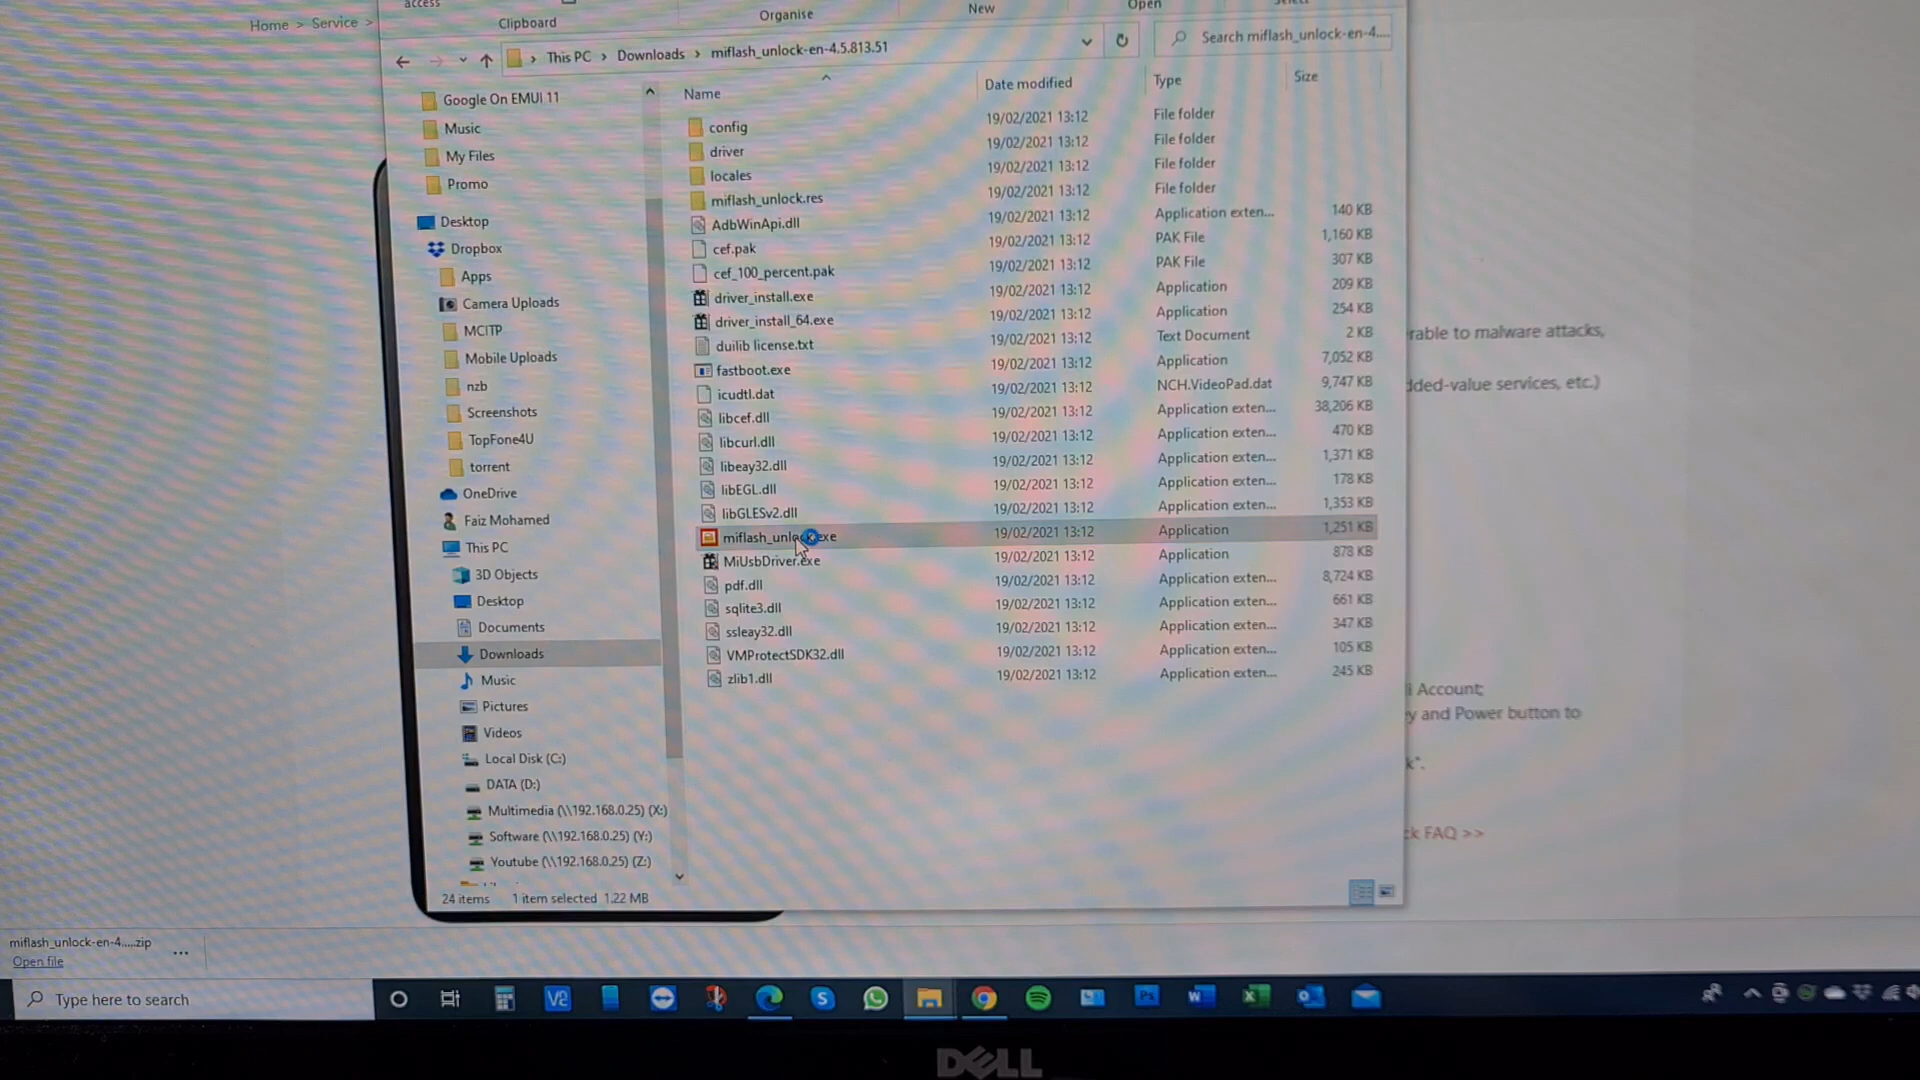 Home > Service >
access
Clipboard
Organise
New
Open
Select
This PC > Downloads > miflash_unlock-en-4.5.813.51
Search miflash_unlock-en-4....
Name Date modified Type Size
Google On EMUI 11
Music
My Files
Promo
Desktop
Dropbox
Apps
Camera Uploads
MCITP
Mobile Uploads
nzb
Screenshots
TopFone4U
torrent
OneDrive
Faiz Mohamed
This PC
3D Objects
Desktop
Documents
Downloads
Music
Pictures
Videos
Local Disk (C:)
DATA (D:)
Multimedia (\\192.168.0.25) (X:)
Software (\\192.168.0.25) (Y:)
Youtube (\\192.168.0.25) (Z:)
config 19/02/2021 13:12 File folder
driver 19/02/2021 13:12 File folder
locales 19/02/2021 13:12 File folder
miflash_unlock.res 19/02/2021 13:12 File folder
AdbWinApi.dll 19/02/2021 13:12 Application exten... 140 KB
cef.pak 19/02/2021 13:12 PAK File 1,160 KB
cef_100_percent.pak 19/02/2021 13:12 PAK File 307 KB
driver_install.exe 19/02/2021 13:12 Application 209 KB
driver_install_64.exe 19/02/2021 13:12 Application 254 KB
duilib license.txt 19/02/2021 13:12 Text Document 2 KB
fastboot.exe 19/02/2021 13:12 Application 7,052 KB
icudtl.dat 19/02/2021 13:12 NCH.VideoPad.dat 9,747 KB
libcef.dll 19/02/2021 13:12 Application exten... 38,206 KB
libcurl.dll 19/02/2021 13:12 Application exten... 470 KB
libeay32.dll 19/02/2021 13:12 Application exten... 1,371 KB
libEGL.dll 19/02/2021 13:12 Application exten... 178 KB
libGLESv2.dll 19/02/2021 13:12 Application exten... 1,353 KB
miflash_unlock.exe 19/02/2021 13:12 Application 1,251 KB
MiUsbDriver.exe 19/02/2021 13:12 Application 878 KB
pdf.dll 19/02/2021 13:12 Application exten... 8,724 KB
sqlite3.dll 19/02/2021 13:12 Application exten... 661 KB
ssleay32.dll 19/02/2021 13:12 Application exten... 347 KB
VMProtectSDK32.dll 19/02/2021 13:12 Application exten... 105 KB
zlib1.dll 19/02/2021 13:12 Application exten... 245 KB
24 items 1 item selected 1.22 MB
rable to malware attacks,
dded-value services, etc.)
i Account;
y and Power button to
k".
ck FAQ >>
miflash_unlock-en-4.....zip
Open file
Type here to search
DELL